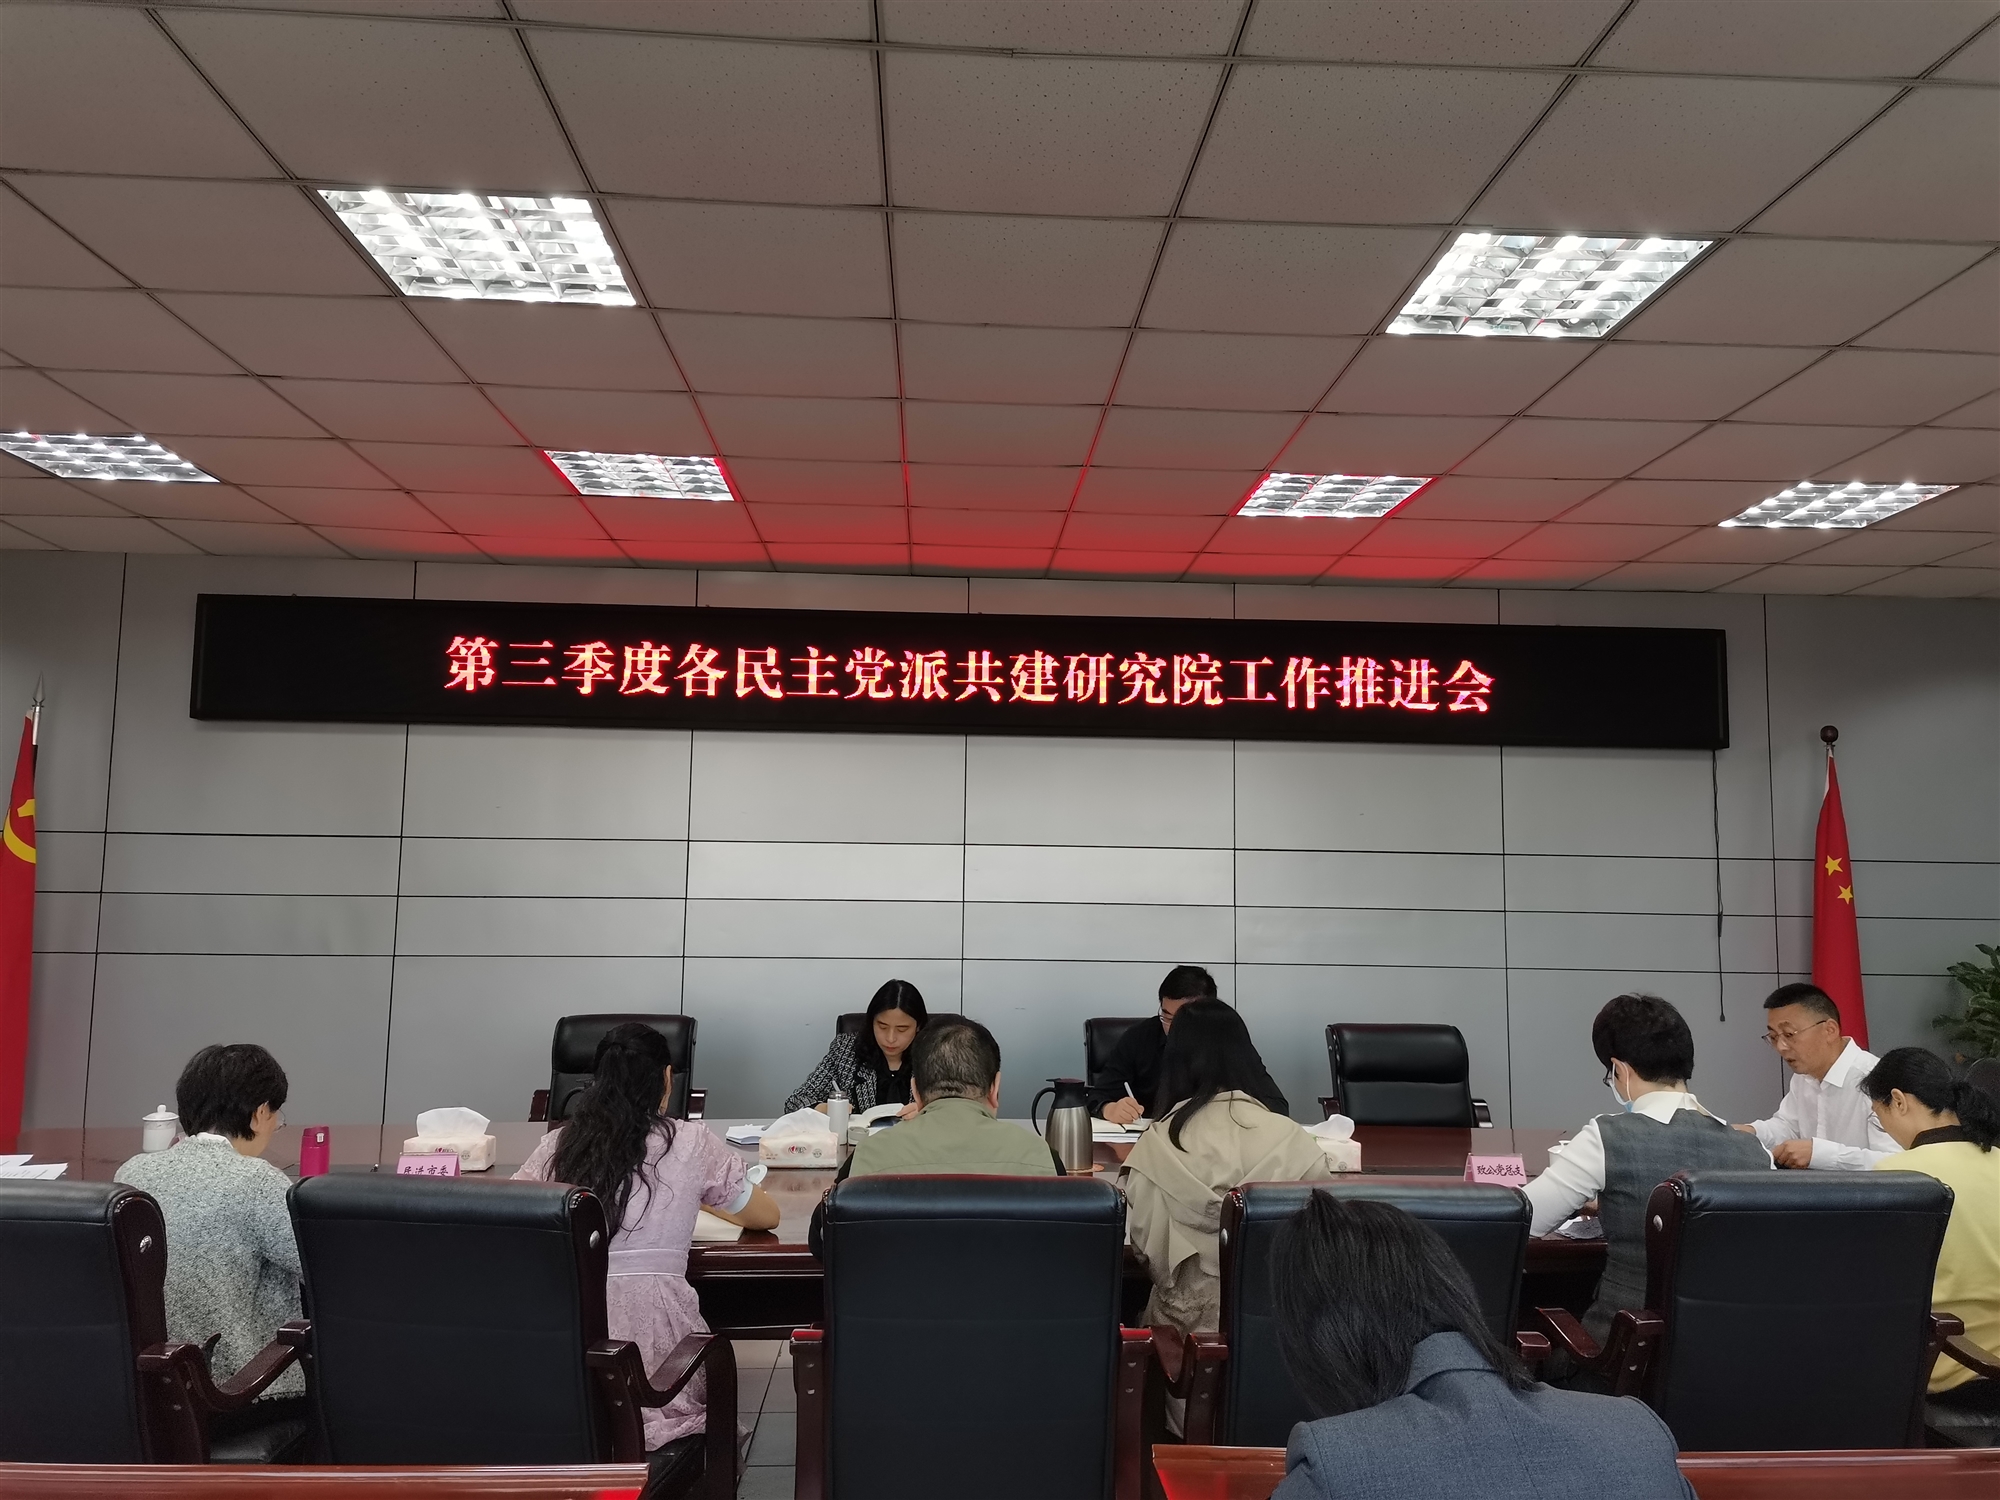 第三季度各民主党派共建研究院工作推进会
民进市委
致公党总支